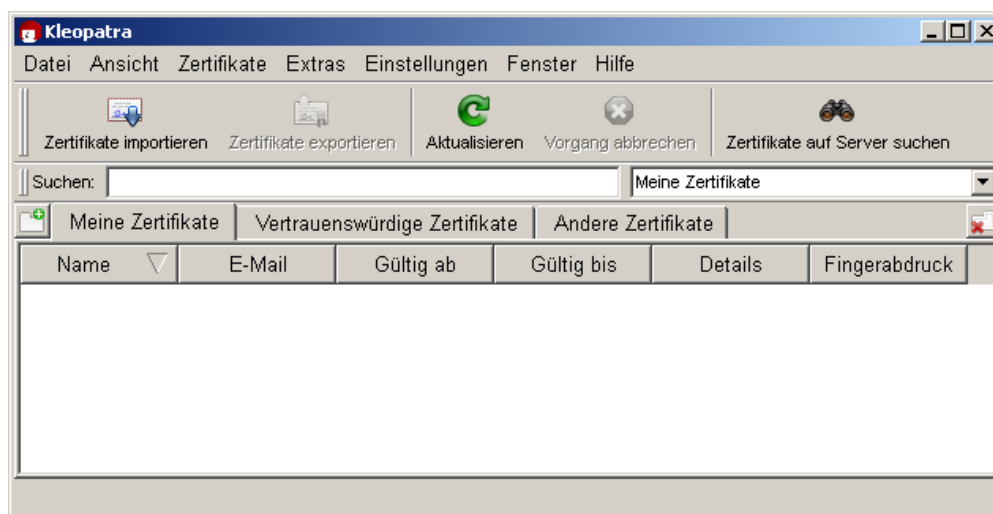 Kleopatra
Datei Ansicht Zertifikate Extras Einstellungen Fenster Hilfe
Zertifikate importieren Zertifikate exportieren Aktualisieren Vorgang abbrechen Zertifikate auf Server suchen
Suchen: Meine Zertifikate
Meine Zertifikate Vertrauenswürdige Zertifikate Andere Zertifikate
Name E-Mail Gültig ab Gültig bis Details Fingerabdruck